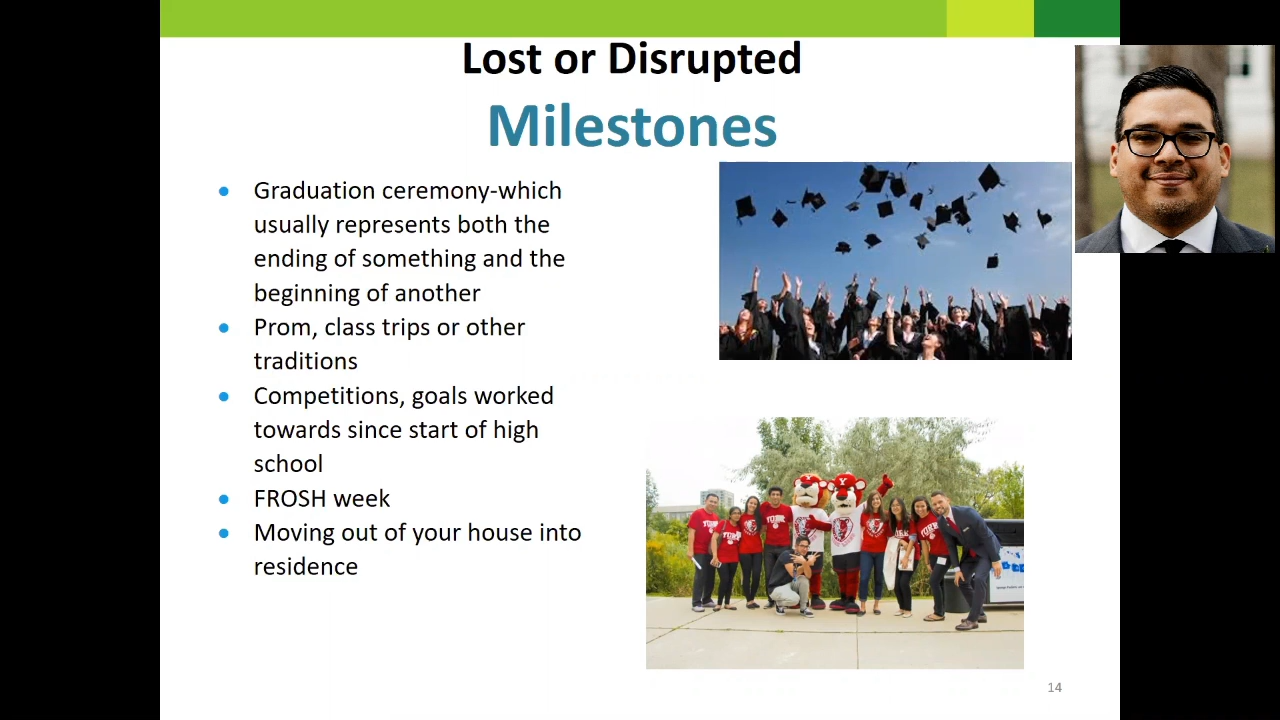 Lost or Disrupted
Milestones
Graduation ceremony-which
usually represents both the
ending of something and the
beginning of another
Prom, class trips or other
traditions
Competitions, goals worked
towards since start of high
school
FROSH week
Moving out of your house into
residence
14